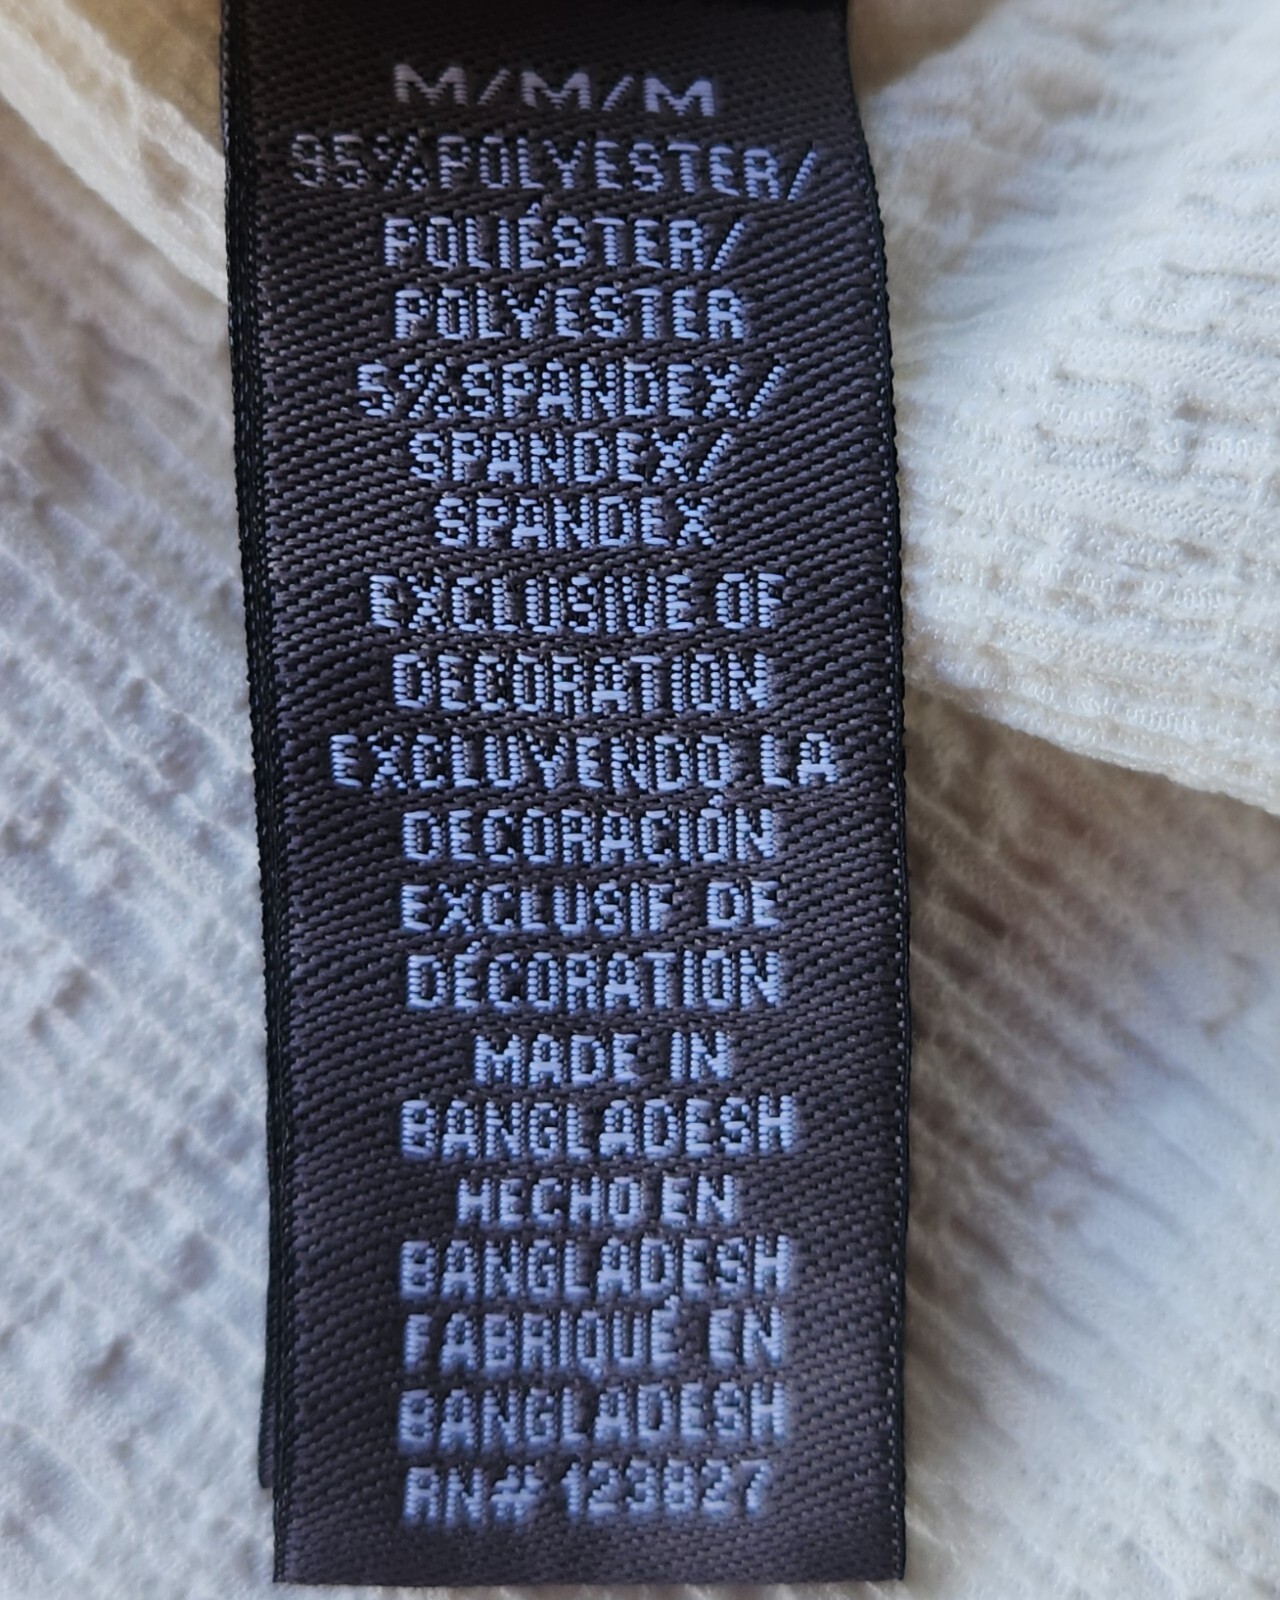 M/M/M
95%POLYESTER/
POLIÉSTER/
POLYESTER
5%SPANDEX/
SPANDEX/
SPANDEX
EXCLUSIVE OF
DECORATION
EXCLUYENDO LA
DECORACIÓN
EXCLUSIF DE
DÉCORATION
MADE IN
BANGLADESH
HECHO EN
BANGLADESH
FABRIQUÉ EN
BANGLADESH
RN# 123827